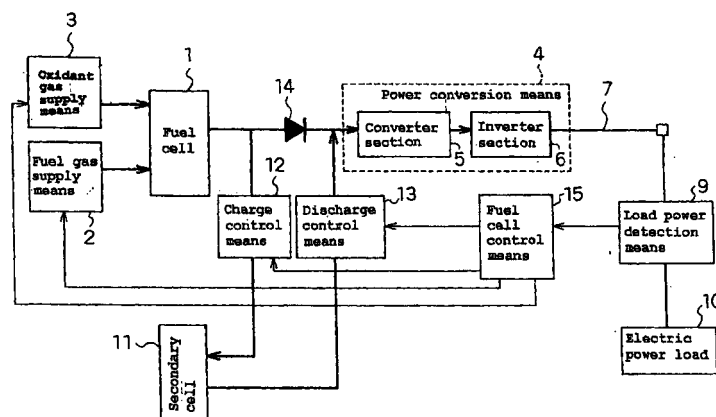 3
Oxidant gas
supply
means
1
Fuel
cell
14
4
Power conversion means
Converter
section
5
Inverter
section
6
7
Fuel gas
supply
means
2
12
Charge
control
means
13
Discharge
control
means
15
Fuel
cell
control
means
9
Load power
detection
means
11
Secondary
cell
10
Electric
power load